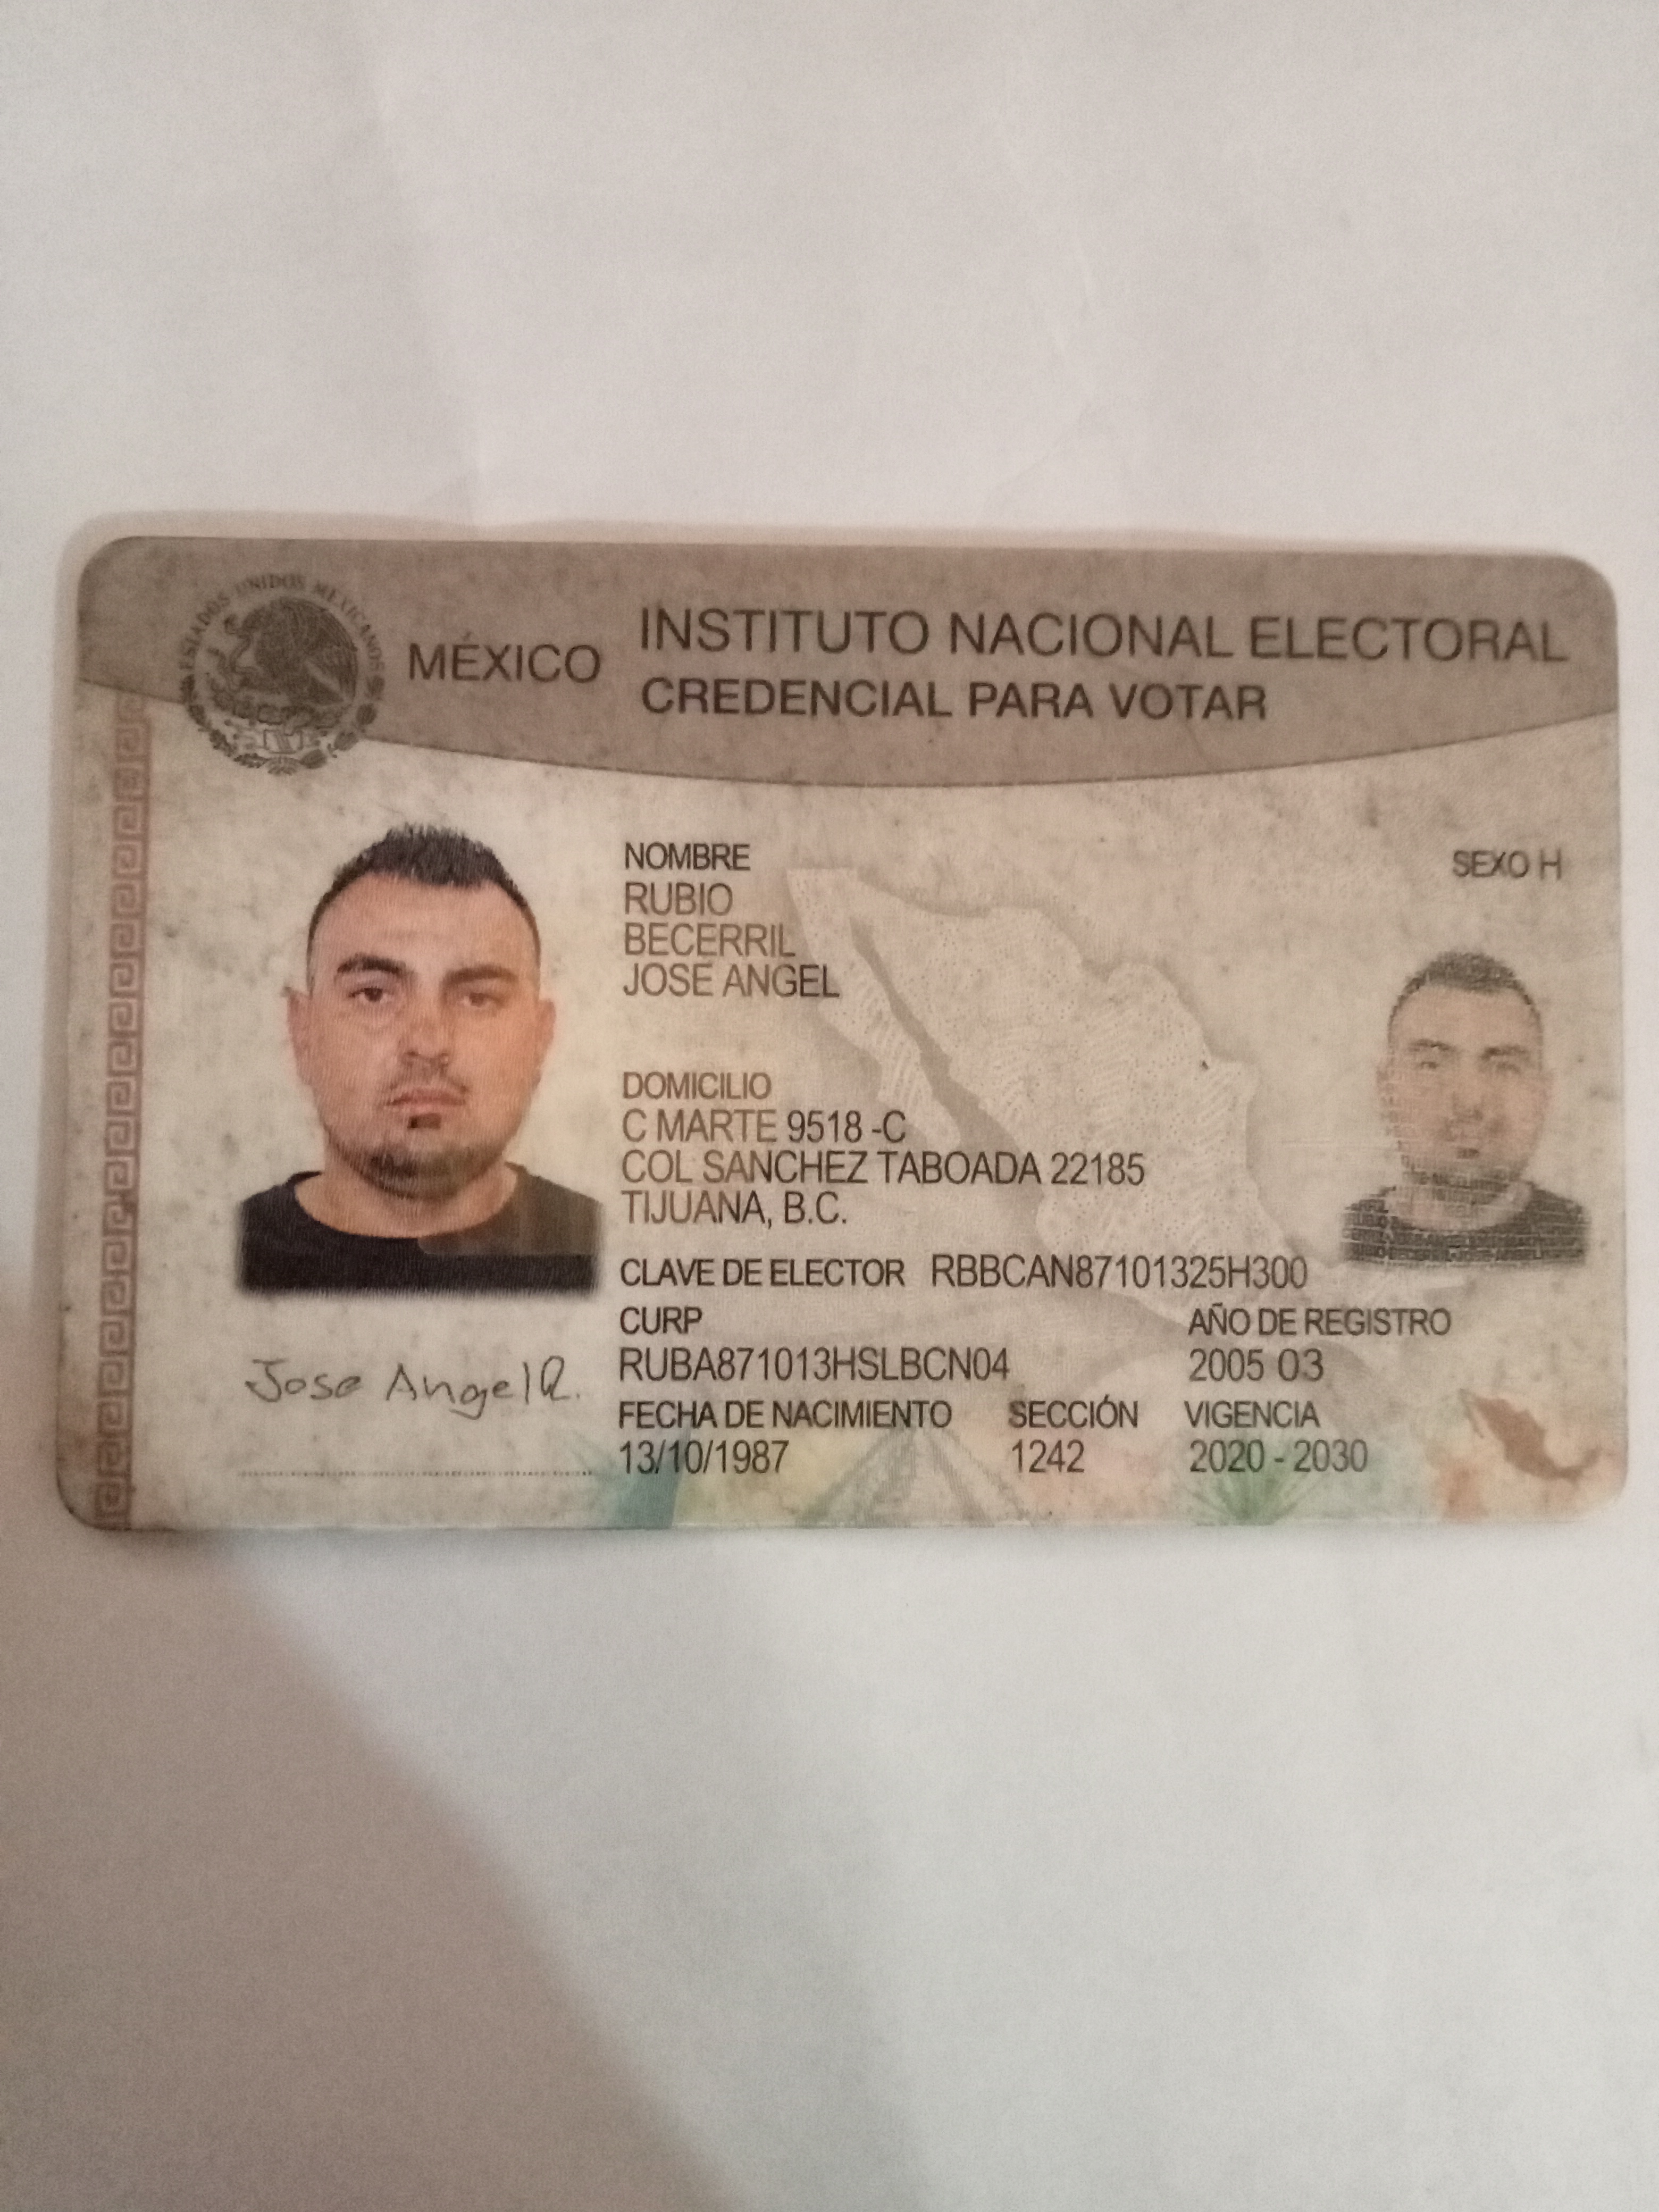 ESTADOS UNIDOS MEXICANOS
MÉXICO
INSTITUTO NACIONAL ELECTORAL
CREDENCIAL PARA VOTAR
NOMBRE
RUBIO
BECERRIL
JOSE ANGEL
SEXO H
DOMICILIO
C MARTE 9518 -C
COL SANCHEZ TABOADA 22185
TIJUANA, B.C.
CLAVE DE ELECTOR RBBCAN87101325H300
CURP
RUBA871013HSLBCN04
AÑO DE REGISTRO
2005 03
FECHA DE NACIMIENTO
13/10/1987
SECCIÓN
1242
VIGENCIA
2020 - 2030
Jose Angel R.